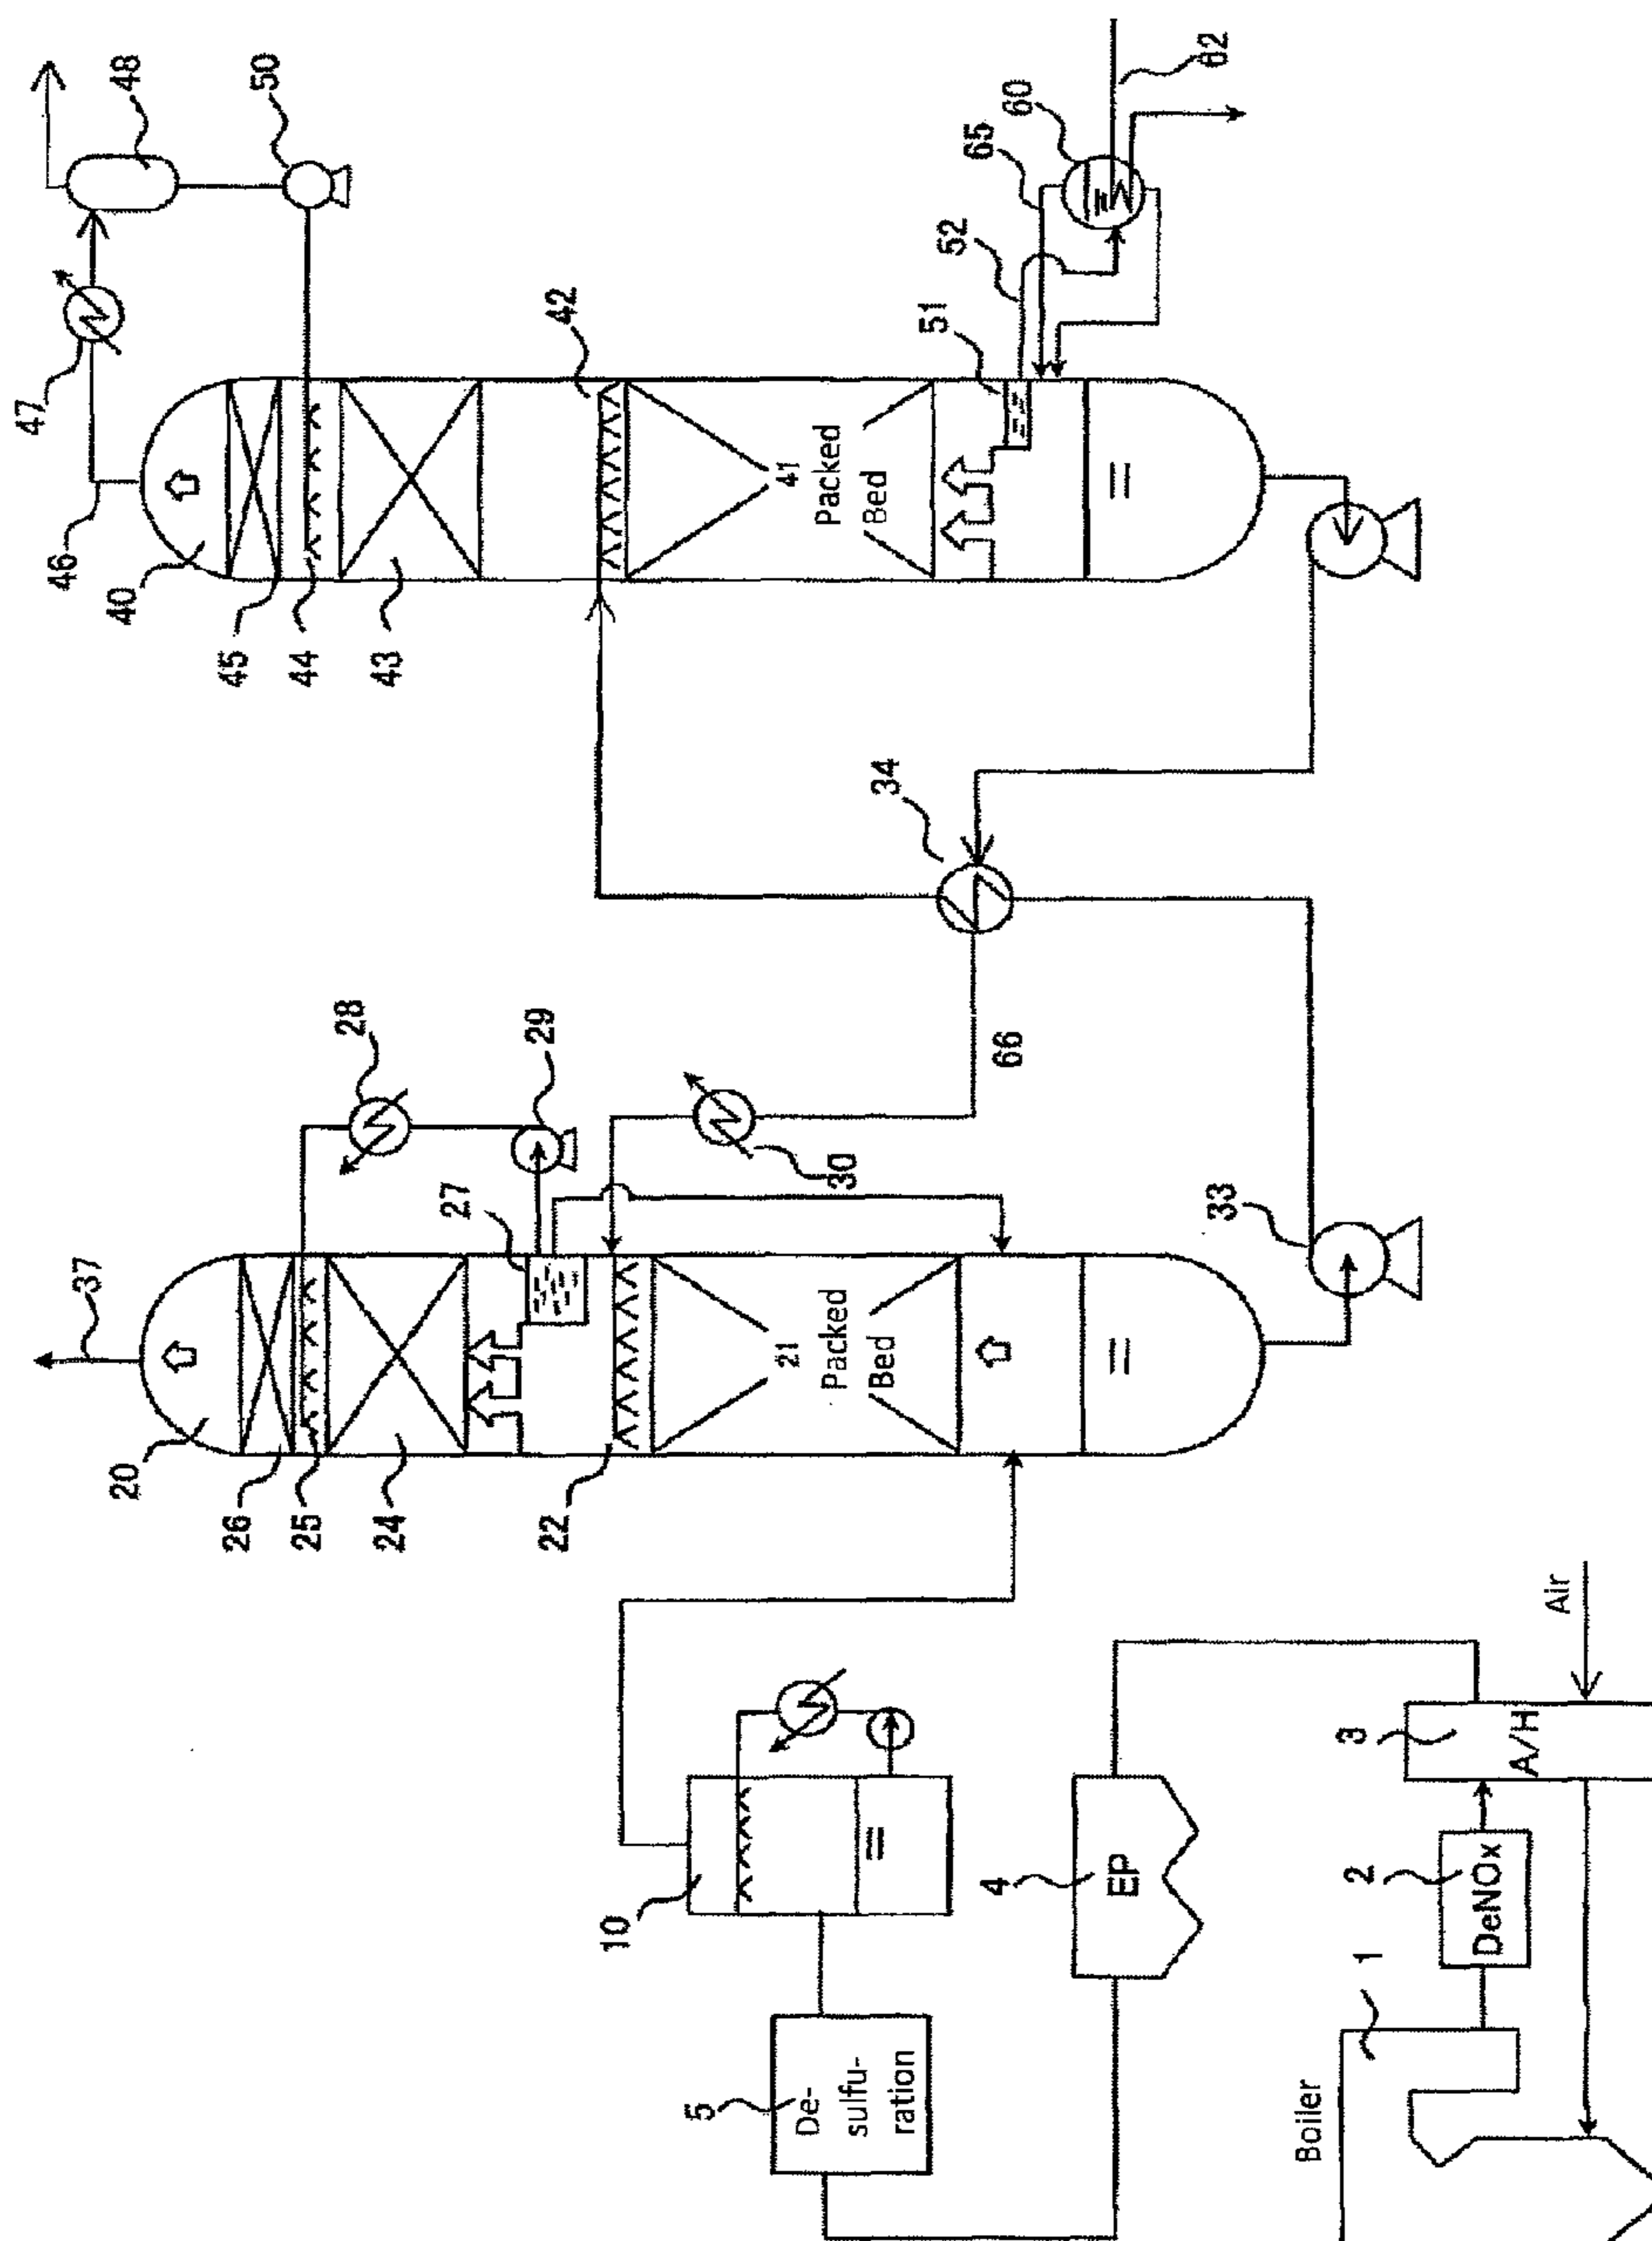 48
50
47
46
40
45
44
43
42
41
Packed
Bed
51
52
65
60
62
34
37
20
26
25
24
22
27
28
29
30
66
21
Packed
Bed
33
10
5
De-
sulfu-
ration
4
EP
3
A/H
Air
2
DeNOx
1
Boiler